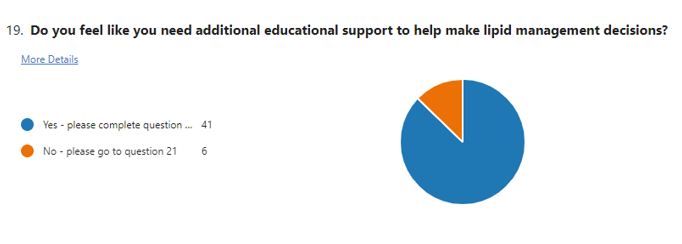 19. Do you feel like you need additional educational support to help make lipid management decisions?
More Details
Yes - please complete question ... 41
No - please go to question 21 6